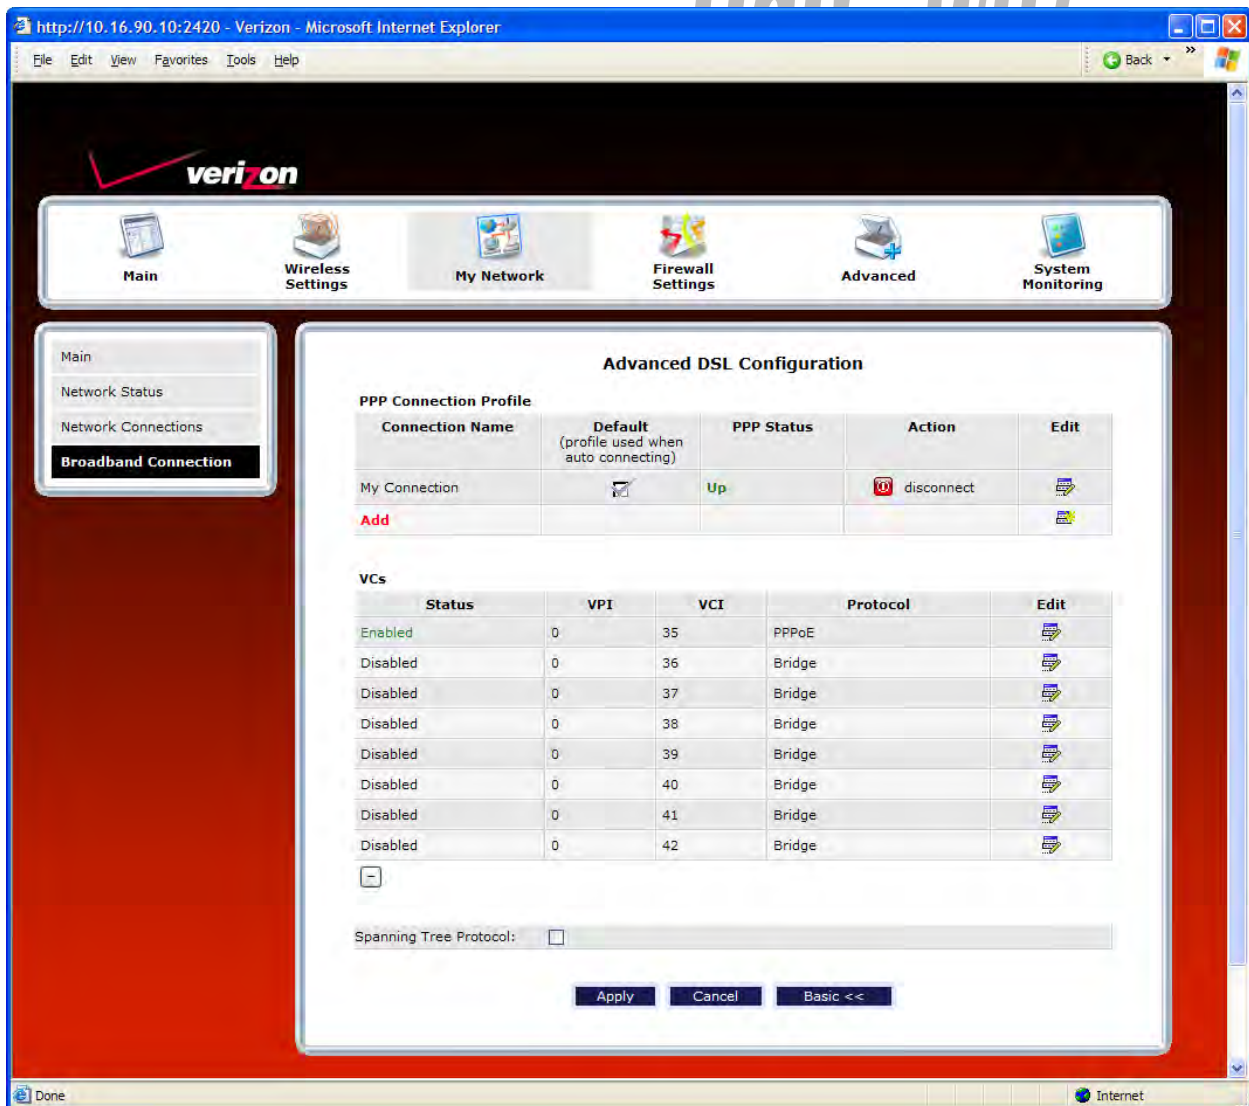 http://10.16.90.10:2420 - Verizon - Microsoft Internet Explorer
File Edit View Favorites Tools Help
Back
verizon
Main
Wireless Settings
My Network
Firewall Settings
Advanced
System Monitoring
Main
Network Status
Network Connections
Broadband Connection
Advanced DSL Configuration
PPP Connection Profile
Connection Name Default (profile used when auto connecting) PPP Status Action Edit
My Connection Up disconnect
Add
VCs
Status VPI VCI Protocol Edit
Enabled 0 35 PPPoE
Disabled 0 36 Bridge
Disabled 0 37 Bridge
Disabled 0 38 Bridge
Disabled 0 39 Bridge
Disabled 0 40 Bridge
Disabled 0 41 Bridge
Disabled 0 42 Bridge
Spanning Tree Protocol:
Apply Cancel Basic <<
Done Internet